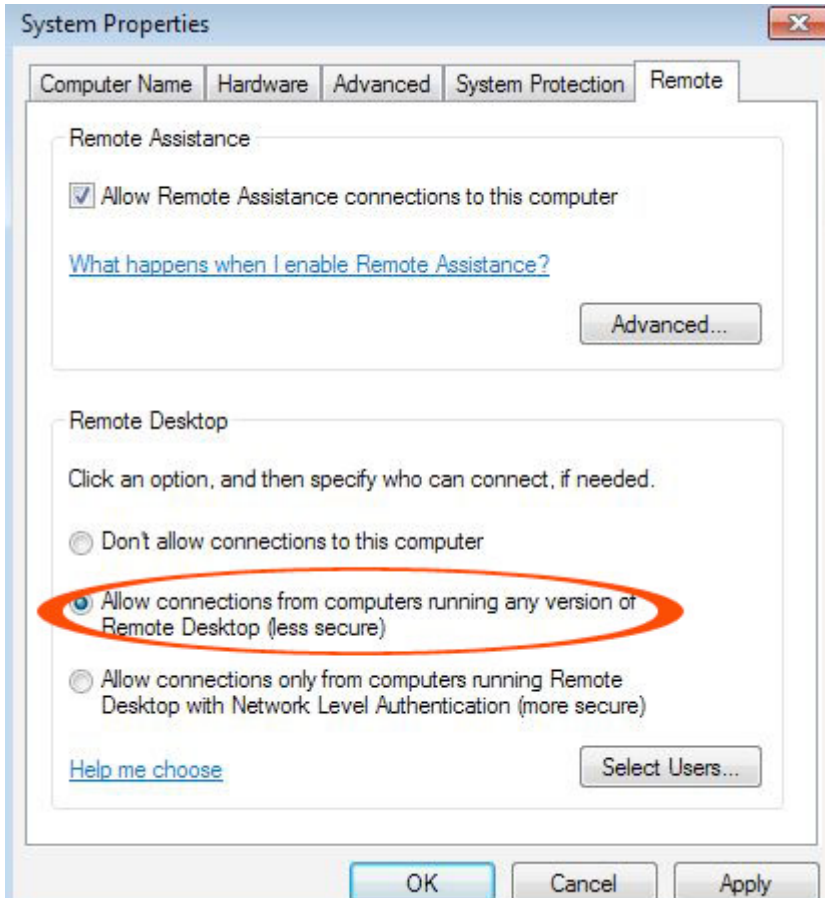 System Properties
Computer Name
Hardware
Advanced
System Protection
Remote
Remote Assistance
Allow Remote Assistance connections to this computer
What happens when I enable Remote Assistance?
Advanced...
Remote Desktop
Click an option, and then specify who can connect, if needed.
Don't allow connections to this computer
Allow connections from computers running any version of
Remote Desktop (less secure)
Allow connections only from computers running Remote
Desktop with Network Level Authentication (more secure)
Help me choose
Select Users...
OK
Cancel
Apply